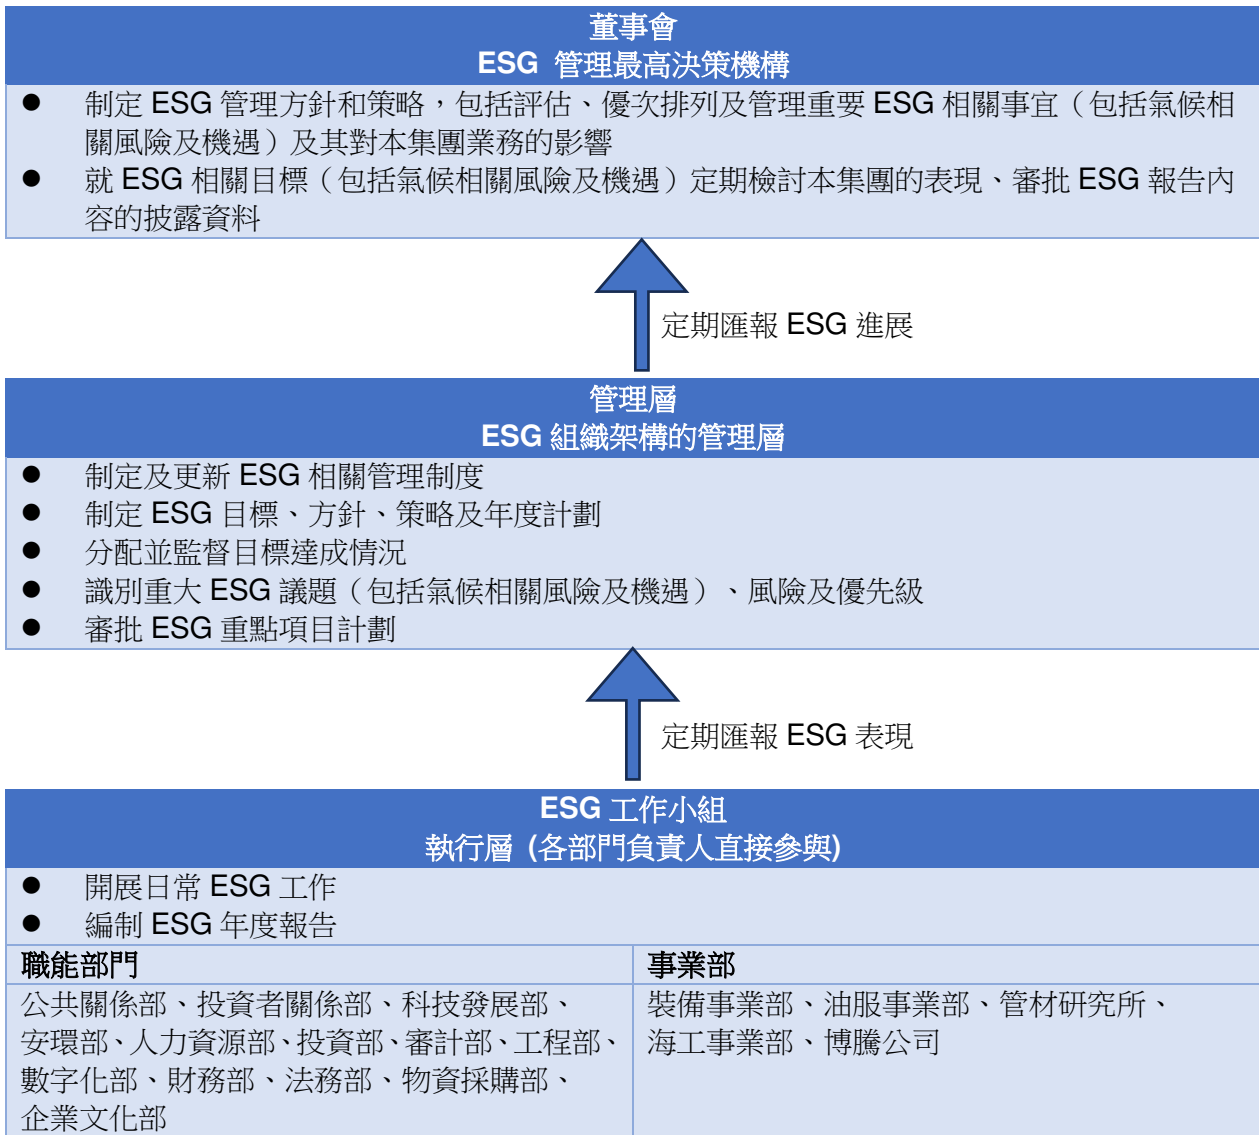 董事會
ESG 管理最高決策機構
● 制定 ESG 管理方針和策略，包括評估、優次排列及管理重要 ESG 相關事宜（包括氣候相
關風險及機遇）及其對本集團業務的影響
● 就 ESG 相關目標（包括氣候相關風險及機遇）定期檢討本集團的表現、審批 ESG 報告內
容的披露資料
定期匯報 ESG 進展
管理層
ESG 組織架構的管理層
● 制定及更新 ESG 相關管理制度
● 制定 ESG 目標、方針、策略及年度計劃
● 分配並監督目標達成情況
● 識別重大 ESG 議題（包括氣候相關風險及機遇）、風險及優先級
● 審批 ESG 重點項目計劃
定期匯報 ESG 表現
ESG 工作小組
執行層 (各部門負責人直接參與)
● 開展日常 ESG 工作
● 編制 ESG 年度報告
職能部門
公共關係部、投資者關係部、科技發展部、
安環部、人力資源部、投資部、審計部、工程部、
數字化部、財務部、法務部、物資採購部、
企業文化部
事業部
裝備事業部、油服事業部、管材研究所、
海工事業部、博騰公司